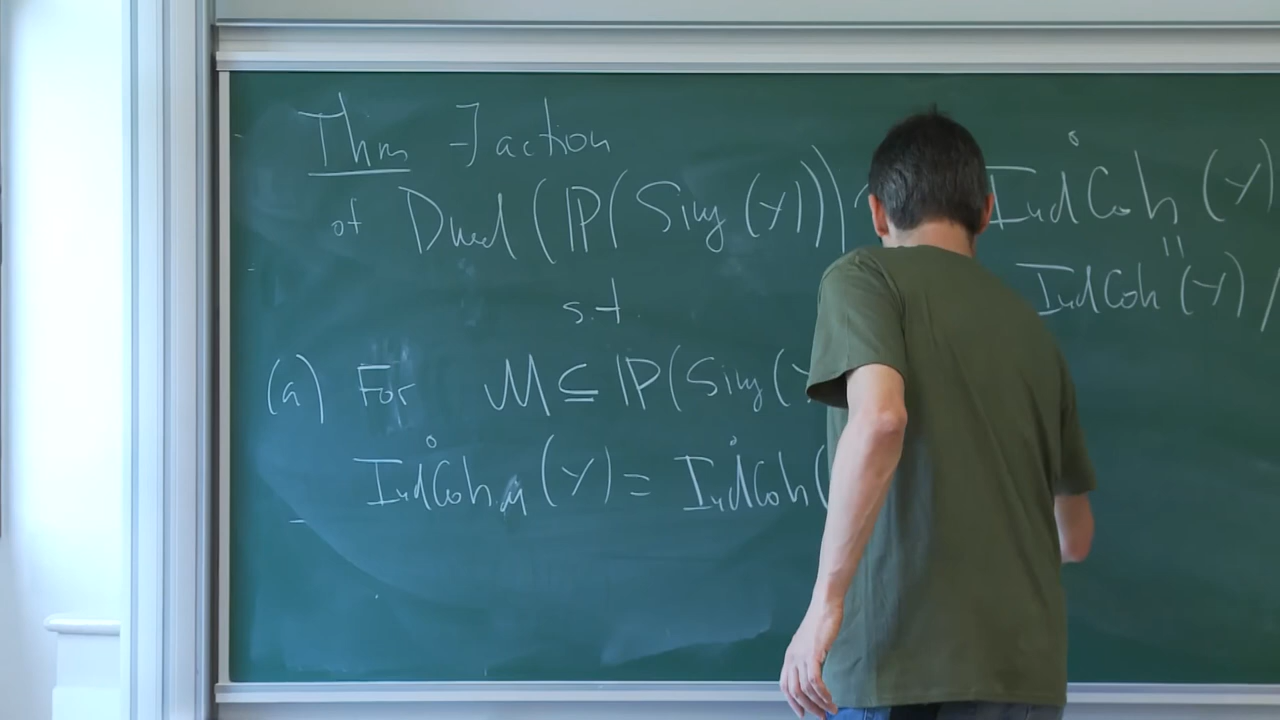 Thm ∃ action
of Dmod (ℙ(Sing(Y))) IndCoh° (Y)
"
s.t. IndCoh (Y) /
(a) For M ⊆ ℙ(Sing(Y
IndCoh°_M (Y) = IndCoh° (